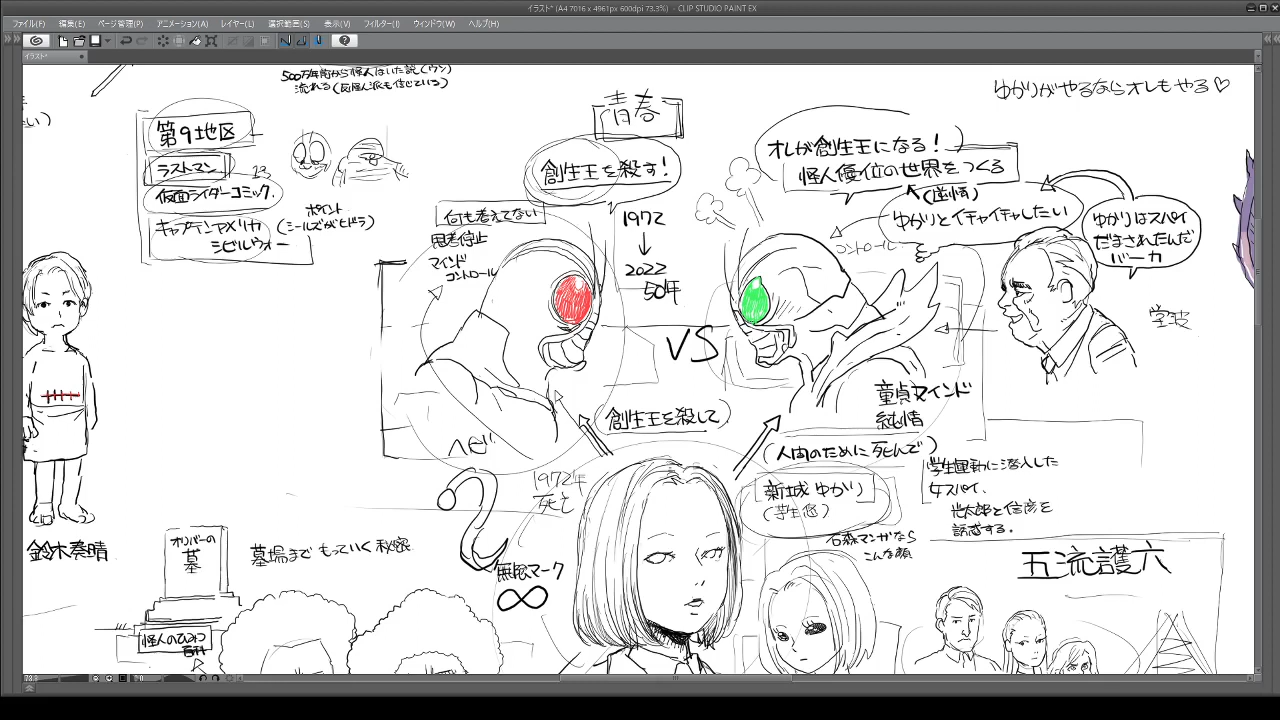 イラスト* (A4 7016 x 4961px 600dpi 73.3%) - CLIP STUDIO PAINT EX
ファイル(F) 編集(E) ページ管理(P) アニメーション(A) レイヤー(L) 選択範囲(S) 表示(V) フィルター(I) ウィンドウ(W) ヘルプ(H)
イラスト*
500万年前から怪人はいた説(ウソ)
流れる(反怪人派も信じている)
ゆかりがやるならオレもやる♡
い)
第9地区
ラストマン
仮面ライダーコミック
キャプテンアメリカ
シビルウォー
ポイント
(シールズがヒドラ)
青春
創生王を殺す!
何も考えてない
思考停止
マインド
コントロール
1972
↓
2022
50年
オレが創生王になる!
怪人優位の世界をつくる
(建前)
ゆかりとイチャイチャしたい
コントロール
ゆかりはスパイ
だまされたんだ
バーカ
堂波
VS
童貞マインド
純情
創生王を殺して
(人間のために死んで)
1972年
死亡
新城ゆかり
学生運動に潜入した
女スパイ、
光太郎と信彦を
誘惑する。
石森マンガなら
こんな顔
無限マーク
∞
鈴木奏晴
オリバーの
墓
墓場までもっていく秘密
怪人のひみつ
百科
五流護六
73.3